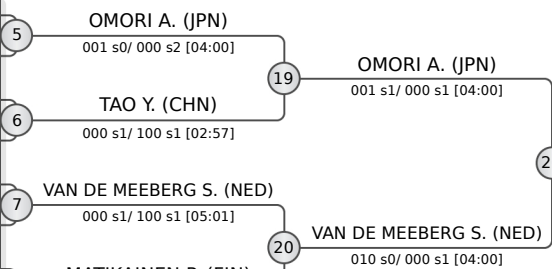 OMORI A. (JPN)
5
001 s0/ 000 s2 [04:00]
OMORI A. (JPN)
19
001 s1/ 000 s1 [04:00]
TAO Y. (CHN)
6
000 s1/ 100 s1 [02:57]
2
VAN DE MEEBERG S. (NED)
7
000 s1/ 100 s1 [05:01]
VAN DE MEEBERG S. (NED)
20
010 s0/ 000 s1 [04:00]